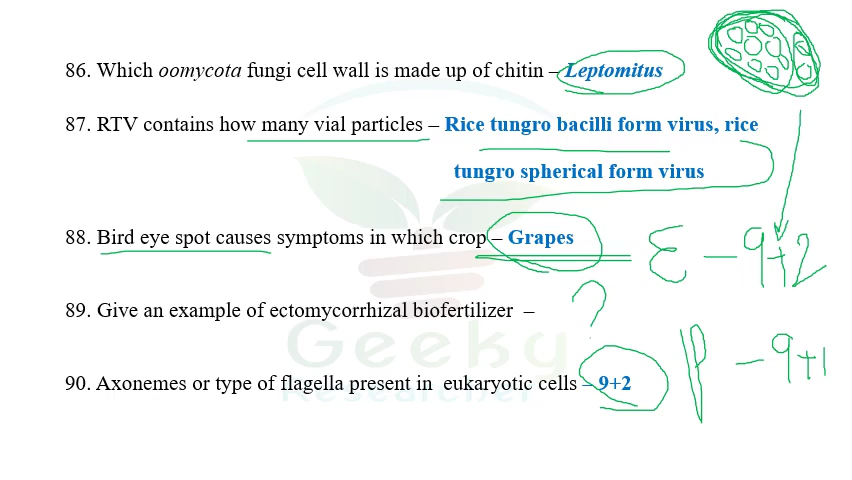 86. Which oomycota fungi cell wall is made up of chitin – Leptomitus
87. RTV contains how many vial particles – Rice tungro bacilli form virus, rice
tungro spherical form virus
88. Bird eye spot causes symptoms in which crop – Grapes
E – 9+2
89. Give an example of ectomycorrhizal biofertilizer –
?
P – 9+1
Geeky
90. Axonemes or type of flagella present in eukaryotic cells – 9+2
Researcher